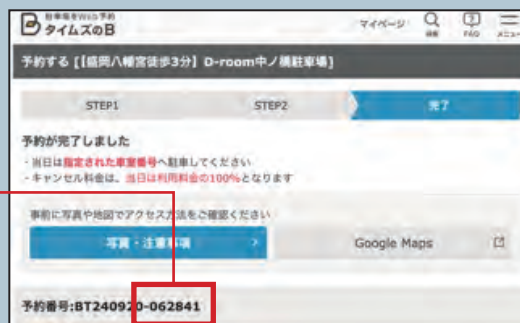 駐車場をWeb予約
タイムズのB
マイページ
検索
FAQ
メニュー
予約する [【盛岡八幡宮徒歩3分】D-room中ノ橋駐車場]
STEP1
STEP2
完了
予約が完了しました
・当日は指定された車室番号へ駐車してください
・キャンセル料金は、当日は利用料金の100%となります
事前に写真や地図でアクセス方法をご確認ください
写真・注意事項
Google Maps
予約番号:BT240920-062841